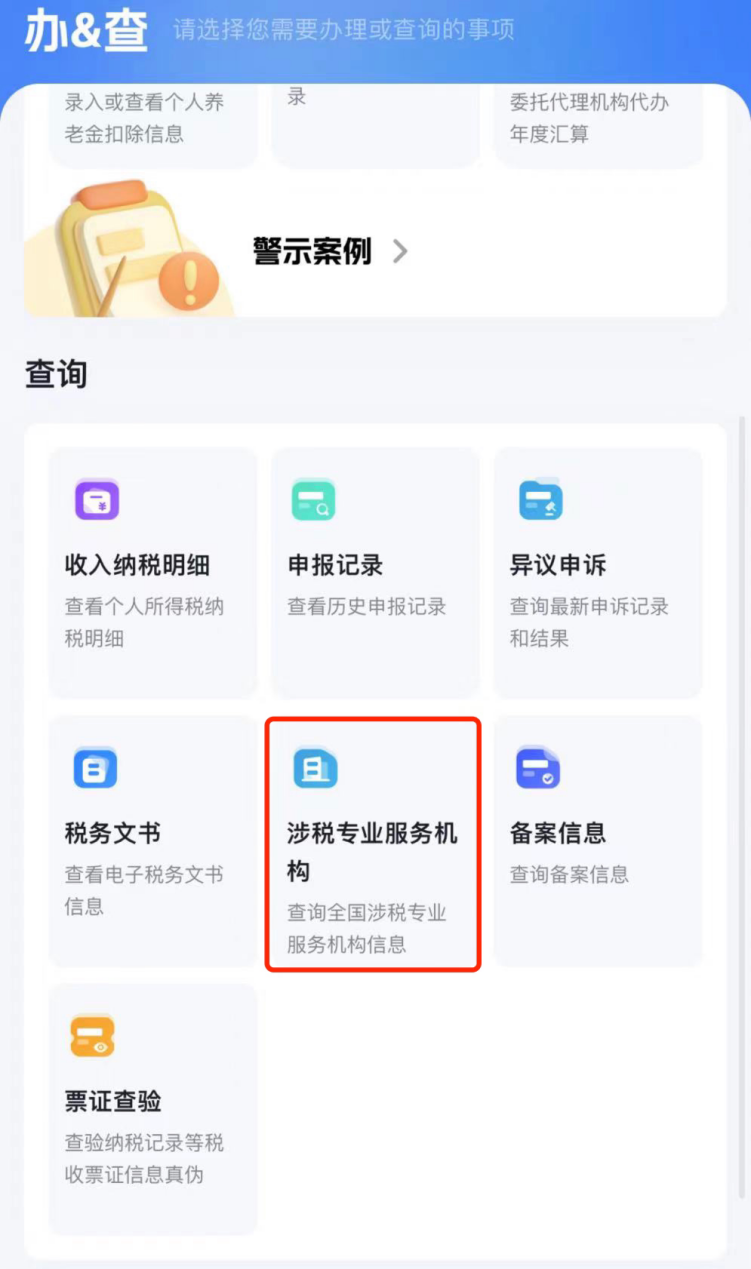 办&查 请选择您需要办理或查询的事项
录入或查看个人养
老金扣除信息
录
委托代理机构代办
年度汇算
警示案例
查询
收入纳税明细
查看个人所得税纳
税明细
申报记录
查看历史申报记录
异议申诉
查询最新申诉记录
和结果
税务文书
查看电子税务文书
信息
涉税专业服务机
构
查询全国涉税专业
服务机构信息
备案信息
查询备案信息
票证查验
查验纳税记录等税
收票证信息真伪